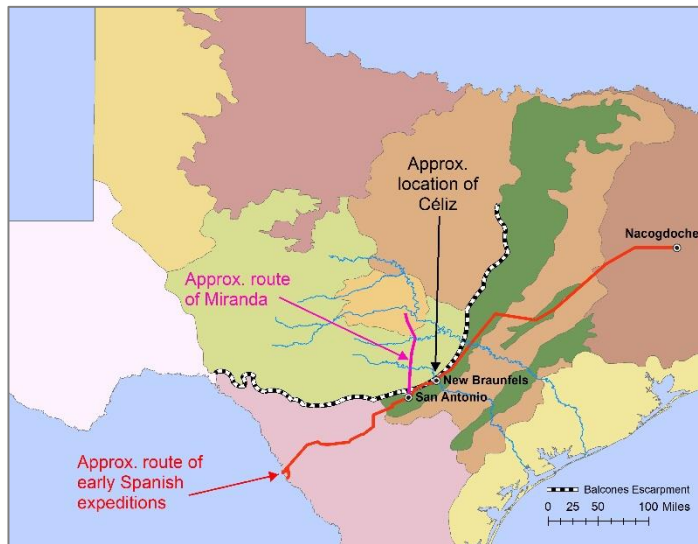 Approx.
location of
Céliz
Nacogdoche
Approx. route
of Miranda
New Braunfels
San Antonio
Approx. route of
early Spanish
expeditions
Balcones Escarpment
0 25 50 100 Miles